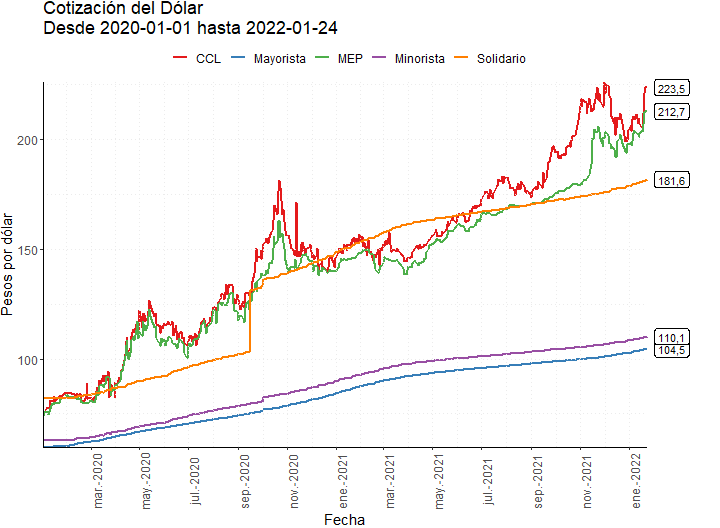 Cotización del Dólar
Desde 2020-01-01 hasta 2022-01-24
CCL Mayorista MEP Minorista Solidario
Pesos por dólar
200
150
100
223,5
212,7
181,6
110,1
104,5
mar.-2020
may.-2020
jul.-2020
sep.-2020
nov.-2020
ene.-2021
mar.-2021
may.-2021
jul.-2021
sep.-2021
nov.-2021
ene.-2022
Fecha